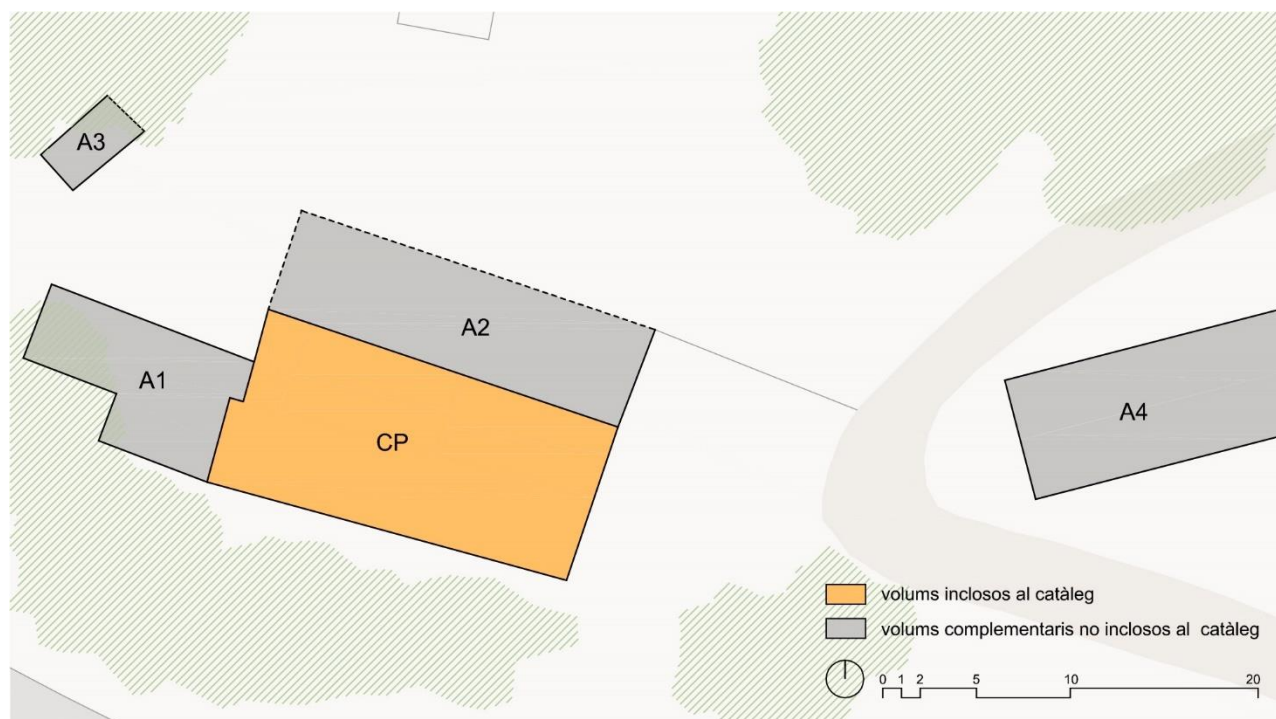 A3
A2
A1
A4
CP
volums inclosos al catàleg
volums complementaris no inclosos al catàleg
0 1 2 5 10 20